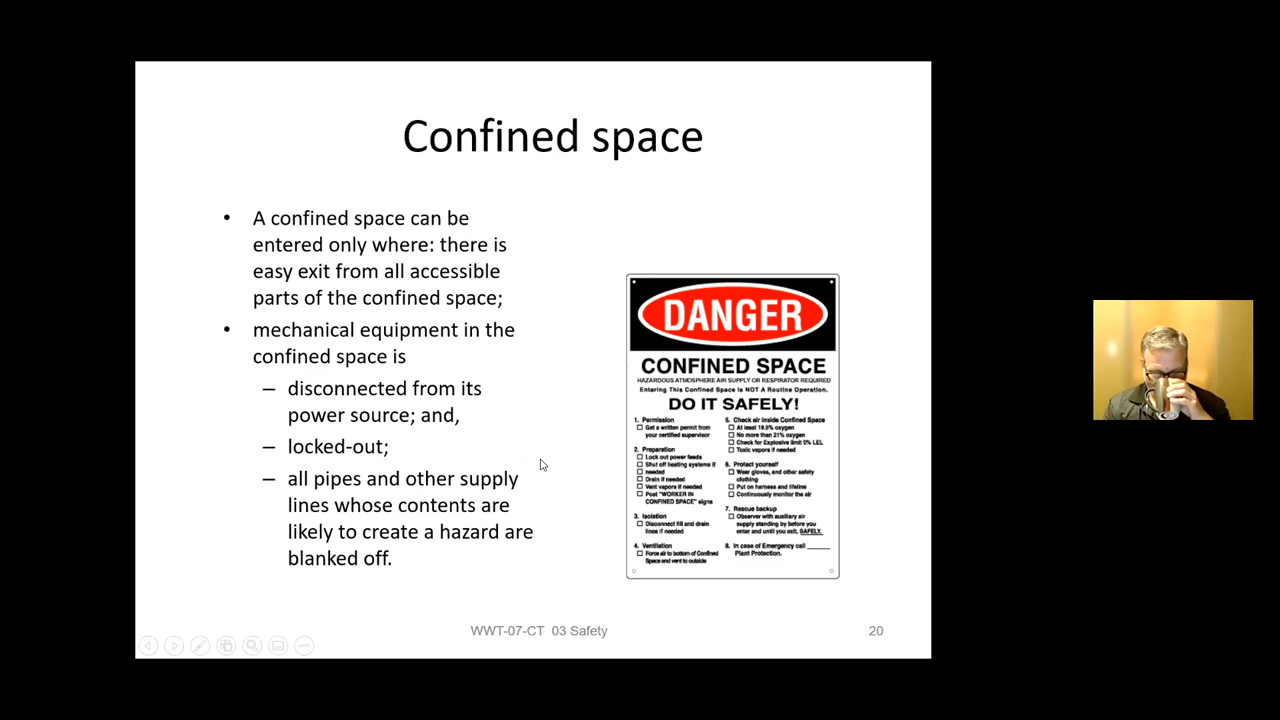 Confined space
• A confined space can be
entered only where: there is
easy exit from all accessible
parts of the confined space;
• mechanical equipment in the
confined space is
– disconnected from its
power source; and,
– locked-out;
– all pipes and other supply
lines whose contents are
likely to create a hazard are
blanked off.
DANGER
CONFINED SPACE
HAZARDOUS ATMOSPHERE AIR SUPPLY OR RESPIRATOR REQUIRED
Entering This Confined Space is NOT A Routine Operation.
DO IT SAFELY!
1. Permission
Get a written permit from
your certified supervisor
2. Preparation
Lock out power feeds
Shut off heating systems if
needed
Drain if needed
Vent vapors if needed
Post "WORKER IN
CONFINED SPACE" signs
3. Isolation
Disconnect fill and drain
lines if needed
4. Ventilation
Force air to bottom of Confined
Space and vent to outside
5. Check air inside Confined Space
At least 19.5% oxygen
No more than 21% oxygen
Check for Explosive limit 0% LEL
Toxic vapors if needed
6. Protect yourself
Wear gloves, and other safety
clothing
Put on harness and lifeline
Continuously monitor the air
7. Rescue backup
Observer with auxiliary air
supply standing by before you
enter and until you exit, SAFELY.
8. In case of Emergency call ______
Plant Protection.
WWT-07-CT 03 Safety
20